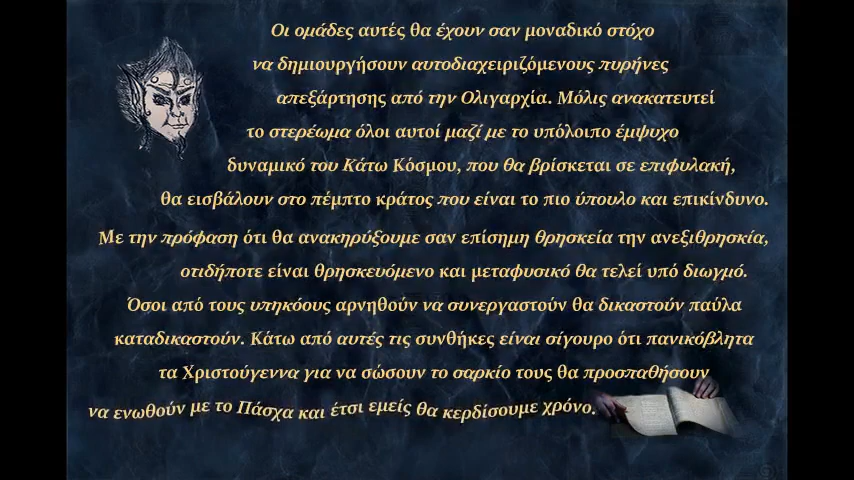 Οι ομάδες αυτές θα έχουν σαν μοναδικό στόχο
να δημιουργήσουν αυτοδιαχειριζόμενους πυρήνες
απεξάρτησης από την Ολιγαρχία. Μόλις ανακατευτεί
το στερέωμα όλοι αυτοί μαζί με το υπόλοιπο έμψυχο
δυναμικό του Κάτω Κόσμου, που θα βρίσκεται σε επιφυλακή,
θα εισβάλουν στο πέμπτο κράτος που είναι το πιο ύπουλο και επικίνδυνο.
Με την πρόφαση ότι θα ανακηρύξουμε σαν επίσημη θρησκεία την ανεξιθρησκία,
οτιδήποτε είναι θρησκευόμενο και μεταφυσικό θα τελεί υπό διωγμό.
Όσοι από τους υπηκόους αρνηθούν να συνεργαστούν θα δικαστούν παύλα
καταδικαστούν. Κάτω από αυτές τις συνθήκες είναι σίγουρο ότι πανικόβλητα
τα Χριστούγεννα για να σώσουν το σαρκίο τους θα προσπαθήσουν
να ενωθούν με το Πάσχα και έτσι εμείς θα κερδίσουμε χρόνο.